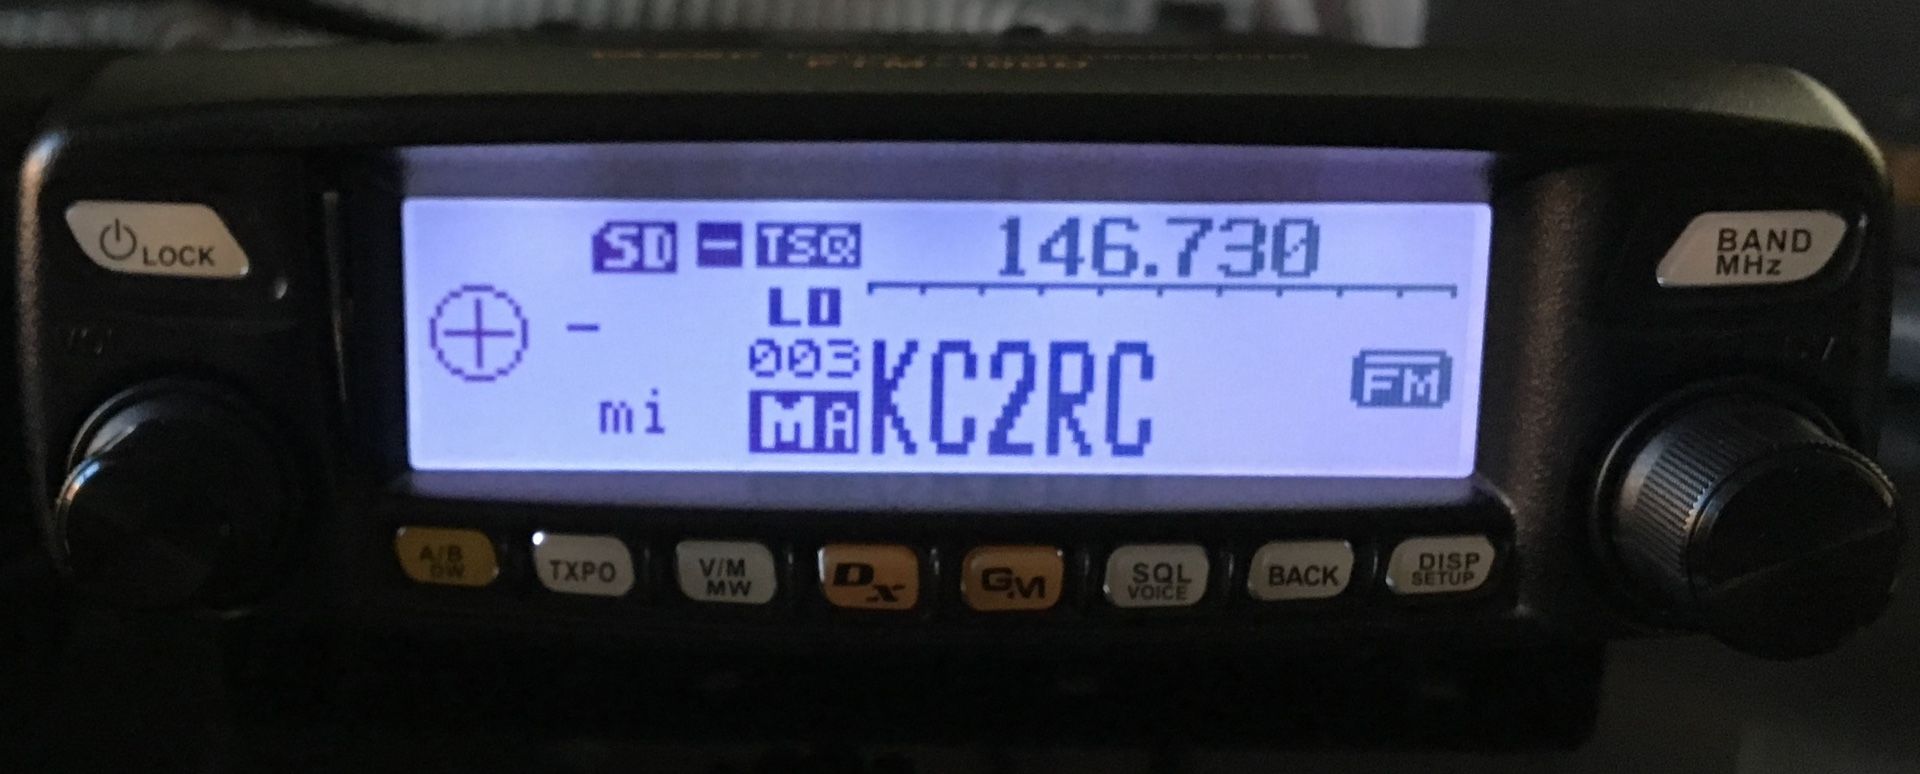 LOCK
SD - TSQ 146.730
BAND
MHz
-
LO
003
mi
MA KC2RC
FM
A/B
DW
TXPO
V/M
MW
DX
GM
SQL
VOICE
BACK
DISP
SETUP